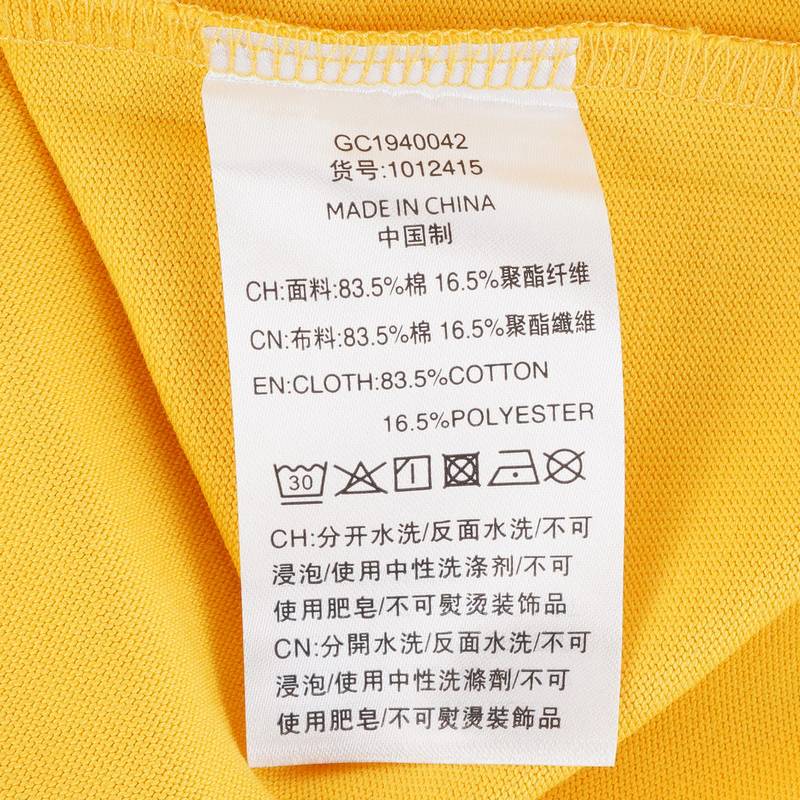 GC1940042
货号:1012415
MADE IN CHINA
中国制
CH:面料:83.5%棉 16.5%聚酯纤维
CN:布料:83.5%棉 16.5%聚酯纖維
EN:CLOTH:83.5%COTTON
16.5%POLYESTER
30
CH:分开水洗/反面水洗/不可
浸泡/使用中性洗涤剂/不可
使用肥皂/不可熨烫装饰品
CN:分開水洗/反面水洗/不可
浸泡/使用中性洗滌劑/不可
使用肥皂/不可熨燙裝飾品